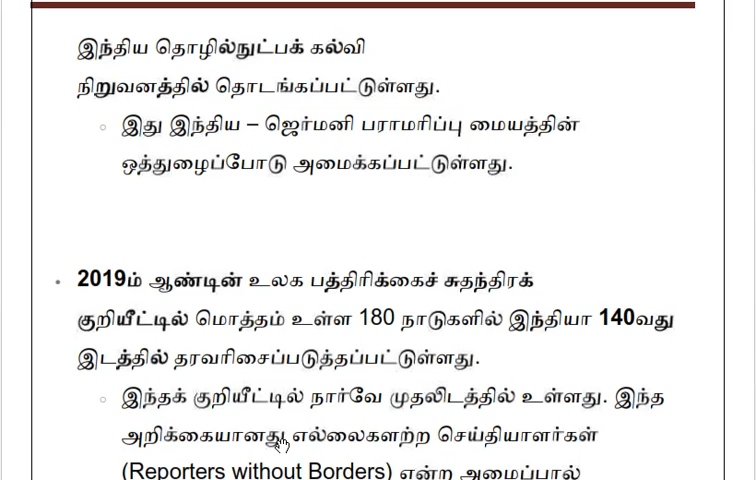 இந்திய தொழில்நுட்பக் கல்வி
நிறுவனத்தில் தொடங்கப்பட்டுள்ளது.
இது இந்திய – ஜெர்மனி பராமரிப்பு மையத்தின்
ஒத்துழைப்போடு அமைக்கப்பட்டுள்ளது.
2019ம் ஆண்டின் உலக பத்திரிக்கைச் சுதந்திரக்
குறியீட்டில் மொத்தம் உள்ள 180 நாடுகளில் இந்தியா 140வது
இடத்தில் தரவரிசைப்படுத்தப்பட்டுள்ளது.
இந்தக் குறியீட்டில் நார்வே முதலிடத்தில் உள்ளது. இந்த
அறிக்கையானது எல்லைகளற்ற செய்தியாளர்கள்
(Reporters without Borders) என்ற அமைப்பால்